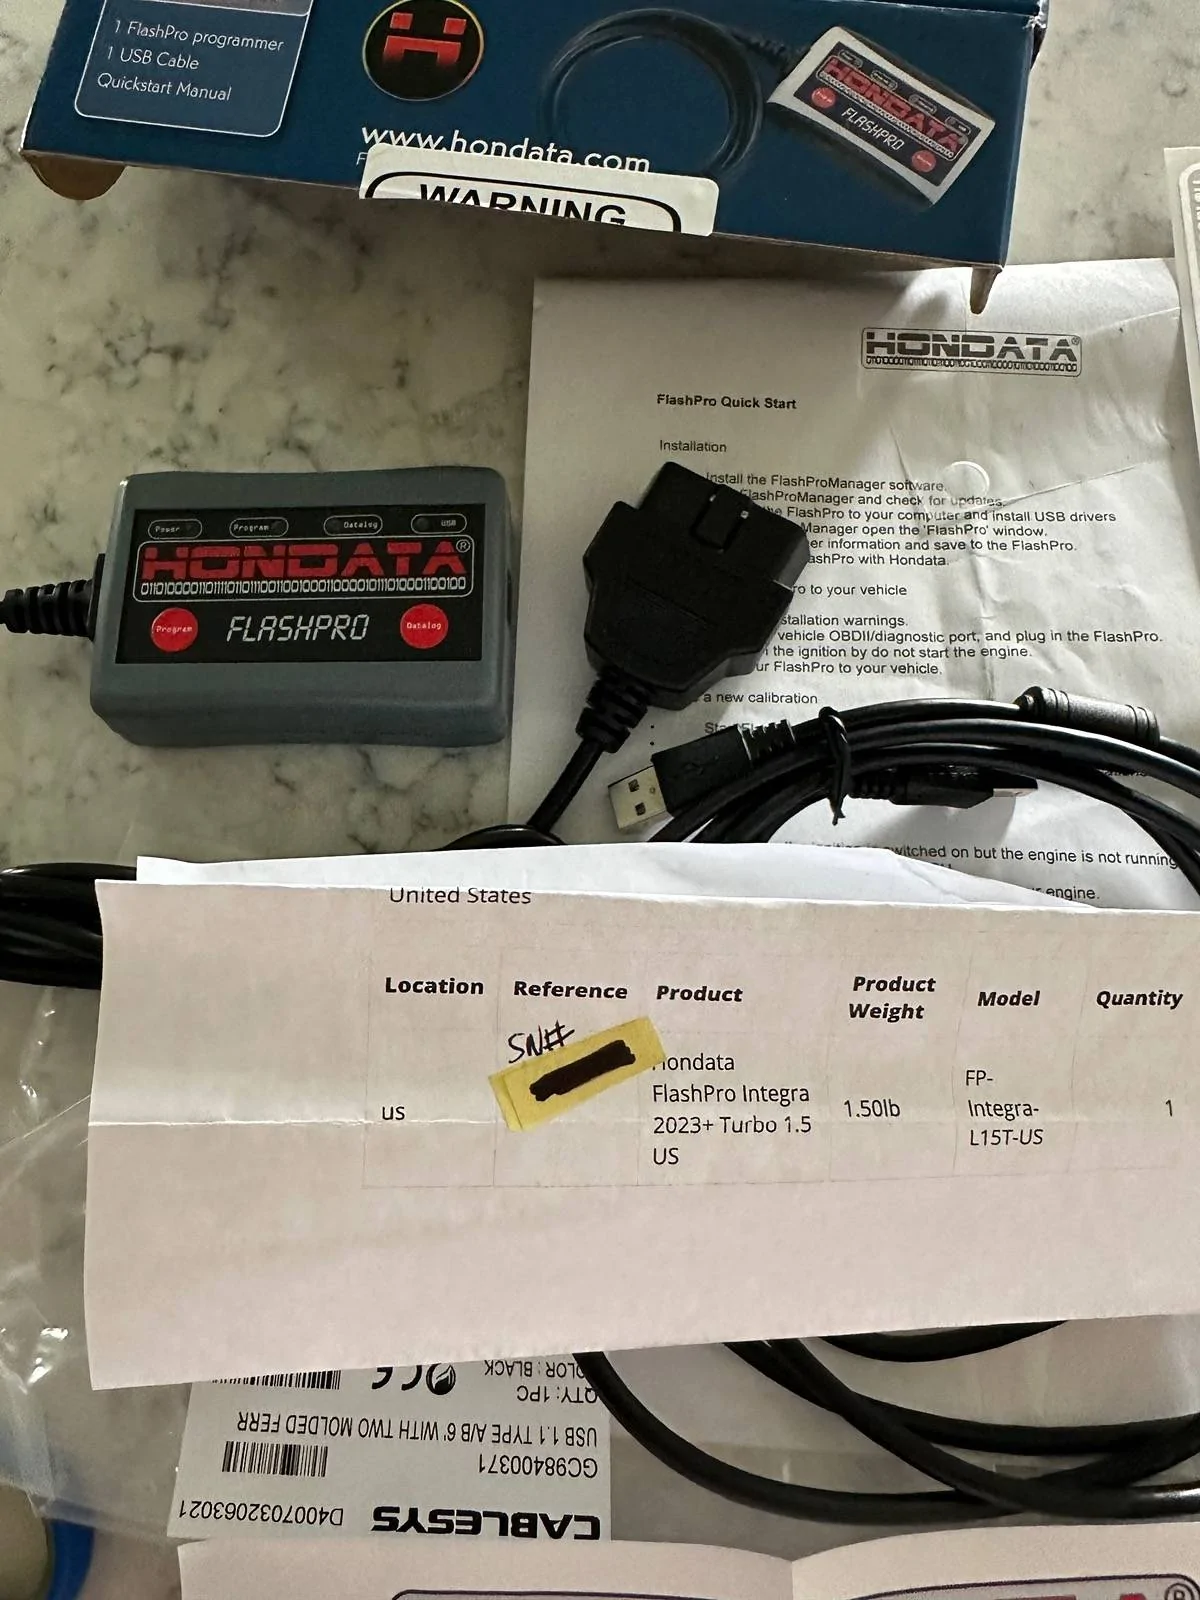 1 FlashPro programmer
1 USB Cable
Quickstart Manual
www.hondata.com
WARNING
HONDATA
FLASHPRO
HONDATA®
FlashPro Quick Start
Installation
Install the FlashProManager software.
FlashProManager and check for updates.
the FlashPro to your computer and install USB drivers
Manager open the 'FlashPro' window.
er information and save to the FlashPro.
ashPro with Hondata.
ro to your vehicle
stallation warnings.
vehicle OBDII/diagnostic port, and plug in the FlashPro.
the ignition by do not start the engine.
ur FlashPro to your vehicle.
a new calibration
switched on but the engine is not running
engine.
Power
Program
Datalog
USB
HONDATA®
Program
FLASHPRO
Datalog
United States
Location Reference Product Product Weight Model Quantity
SN#
us Hondata FlashPro Integra 2023+ Turbo 1.5 US 1.50lb FP-Integra-L15T-US 1
CABLESYS D4007032063021
GC98400371
USB 1.1 TYPE A/B 6' WITH TWO MOLDED FERR
QTY: 1PC
OLOR: BLACK
CE